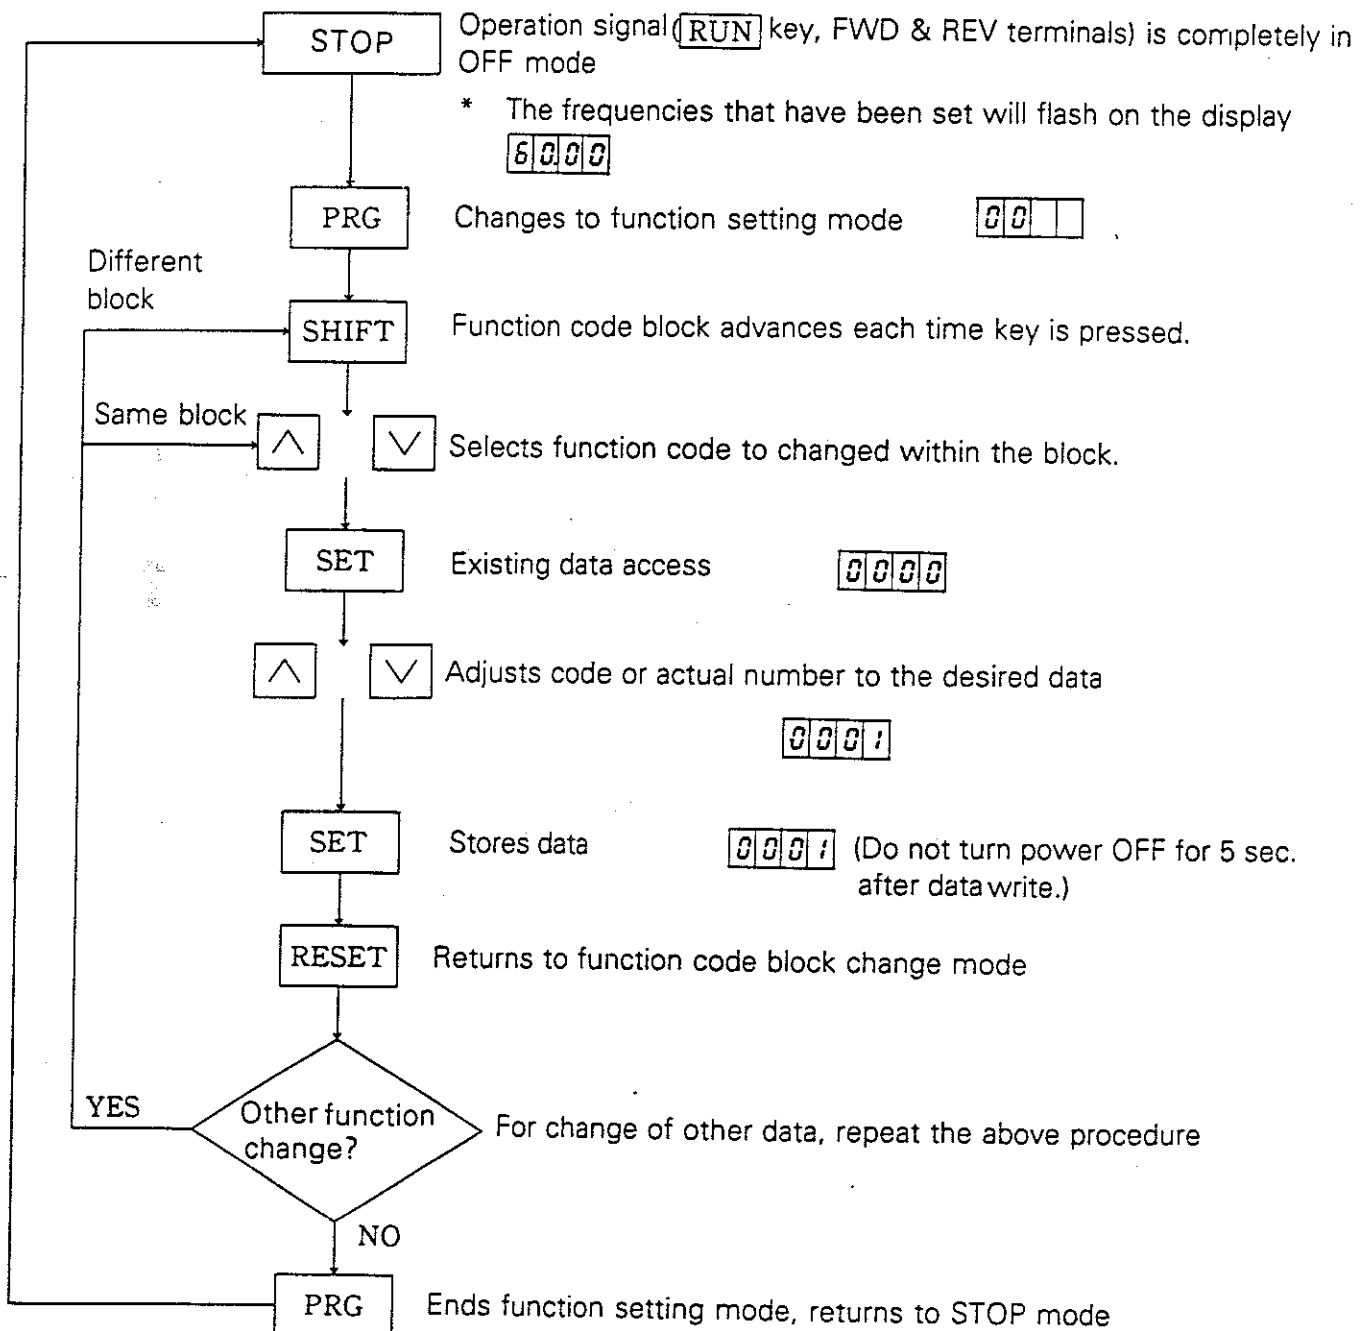 STOP
Operation signal (RUN key, FWD & REV terminals) is completely in
OFF mode
* The frequencies that have been set will flash on the display
60.00
PRG
Changes to function setting mode
00
Different
block
SHIFT
Function code block advances each time key is pressed.
Same block
∧ ∨
Selects function code to changed within the block.
SET
Existing data access
0000
∧ ∨
Adjusts code or actual number to the desired data
0001
SET
Stores data
0001
(Do not turn power OFF for 5 sec.
after data write.)
RESET
Returns to function code block change mode
YES
Other function
change?
For change of other data, repeat the above procedure
NO
PRG
Ends function setting mode, returns to STOP mode